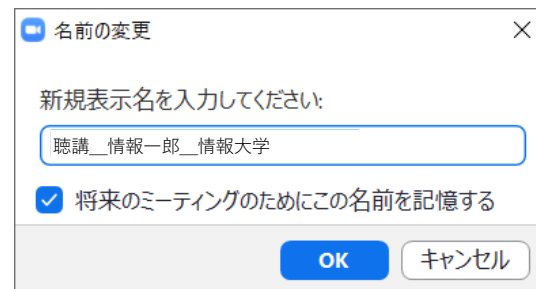 名前の変更
新規表示名を入力してください:
聴講__情報一郎__情報大学
将来のミーティングのためにこの名前を記憶する
OK キャンセル